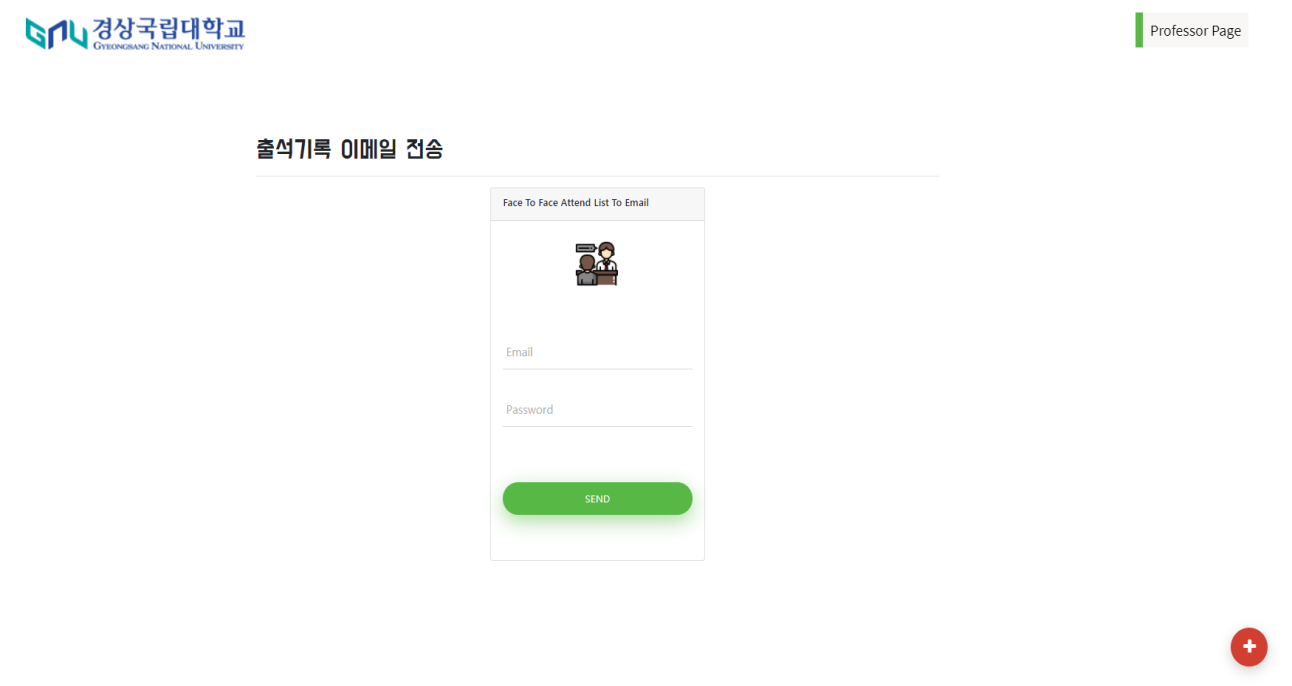 경상국립대학교
GYEONGSANG NATIONAL UNIVERSITY
Professor Page
출석기록 이메일 전송
Face To Face Attend List To Email
Email
Password
SEND